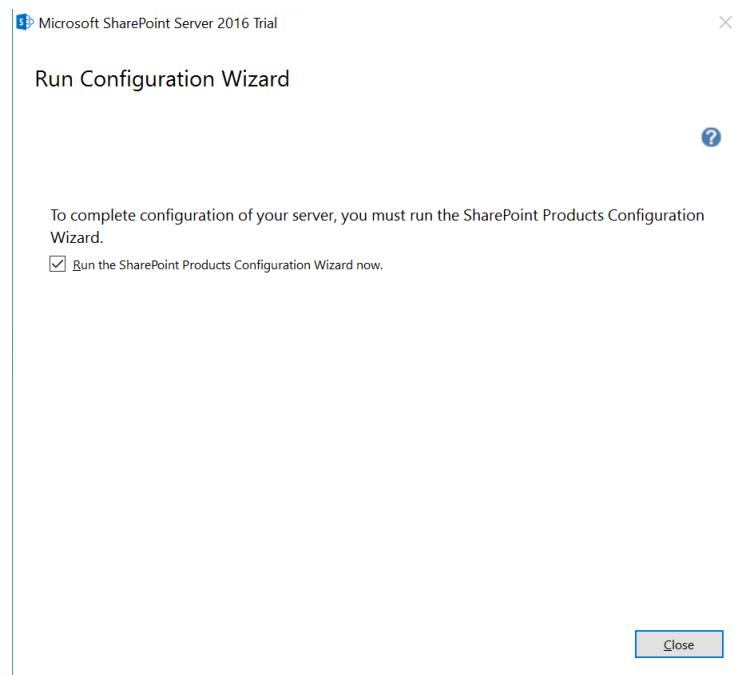 Microsoft SharePoint Server 2016 Trial
Run Configuration Wizard
To complete configuration of your server, you must run the SharePoint Products Configuration
Wizard.
Run the SharePoint Products Configuration Wizard now.
Close